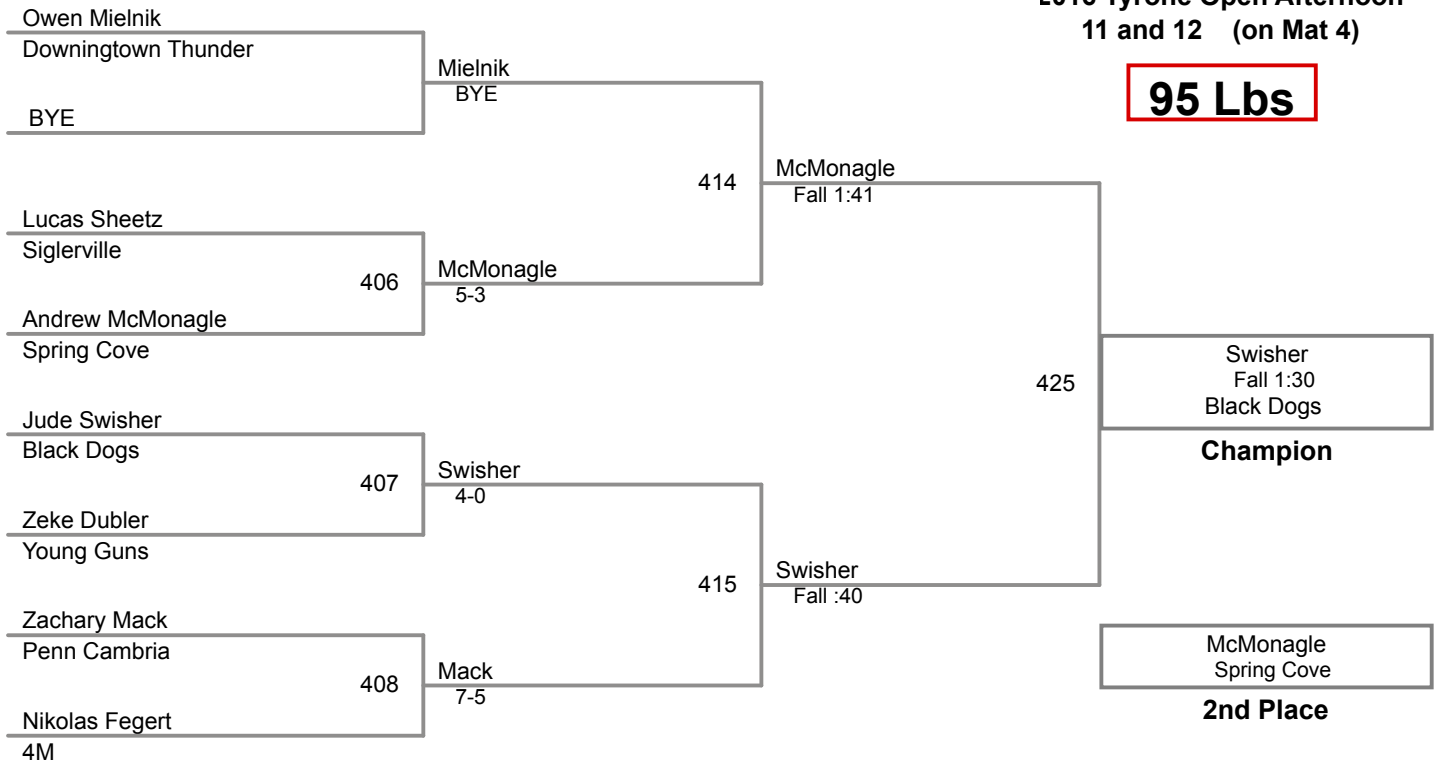 Tyrone Open Afternoon
11 and 12 (on Mat 4)
95 Lbs
Owen Mielnik
Downingtown Thunder
BYE
Mielnik
BYE
414
McMonagle
Fall 1:41
Lucas Sheetz
Siglerville
406
Andrew McMonagle
Spring Cove
McMonagle
5-3
425
Swisher
Fall 1:30
Black Dogs
Champion
Jude Swisher
Black Dogs
407
Zeke Dubler
Young Guns
Swisher
4-0
415
Swisher
Fall :40
Zachary Mack
Penn Cambria
408
Nikolas Fegert
4M
Mack
7-5
McMonagle
Spring Cove
2nd Place